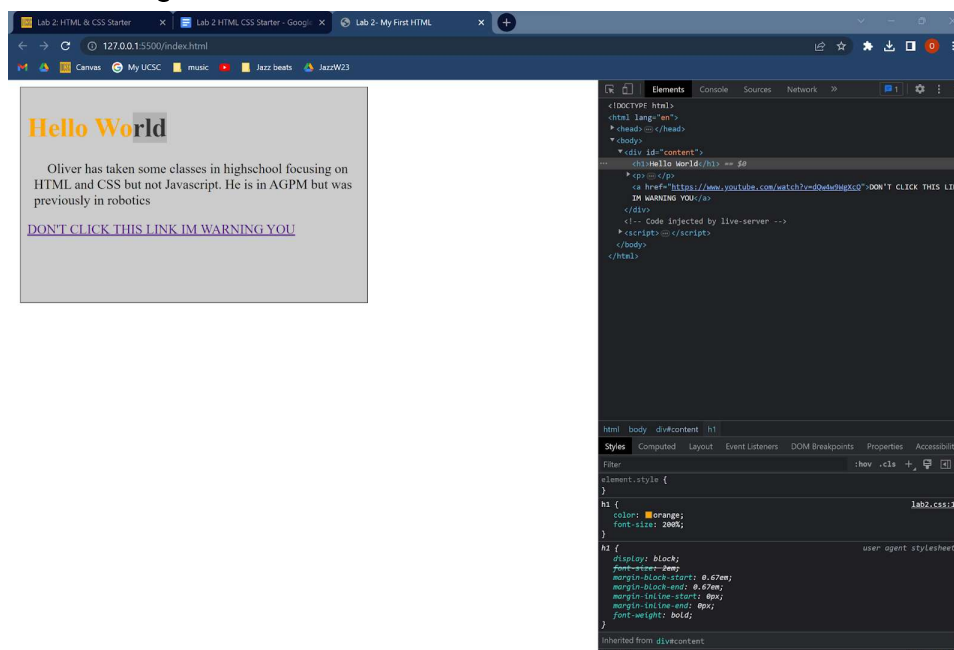 Lab 2: HTML & CSS Starter
Lab 2 HTML CSS Starter - Google
Lab 2- My First HTML
127.0.0.1:5500/index.html
Canvas
My UCSC
music
Jazz beats
JazzW23
Hello World
Oliver has taken some classes in highschool focusing on
HTML and CSS but not Javascript. He is in AGPM but was
previously in robotics
DON'T CLICK THIS LINK IM WARNING YOU
Elements Console Sources Network » 1
<!DOCTYPE html>
<html lang="en">
<head> ⋯ </head>
<body>
<div id="content">
⋯ <h1>Hello World</h1> == $0
<p> ⋯ </p>
<a href="https://www.youtube.com/watch?v=dQw4w9WgXcQ">DON'T CLICK THIS LI
IM WARNING YOU</a>
</div>
<!-- Code injected by live-server -->
<script> ⋯ </script>
</body>
</html>
html body div#content h1
Styles Computed Layout Event Listeners DOM Breakpoints Properties Accessibilit
Filter :hov .cls +
element.style {
}
h1 { lab2.css:1
color: orange;
font-size: 200%;
}
h1 { user agent stylesheet
display: block;
font-size: 2em;
margin-block-start: 0.67em;
margin-block-end: 0.67em;
margin-inline-start: 0px;
margin-inline-end: 0px;
font-weight: bold;
}
Inherited from div#content